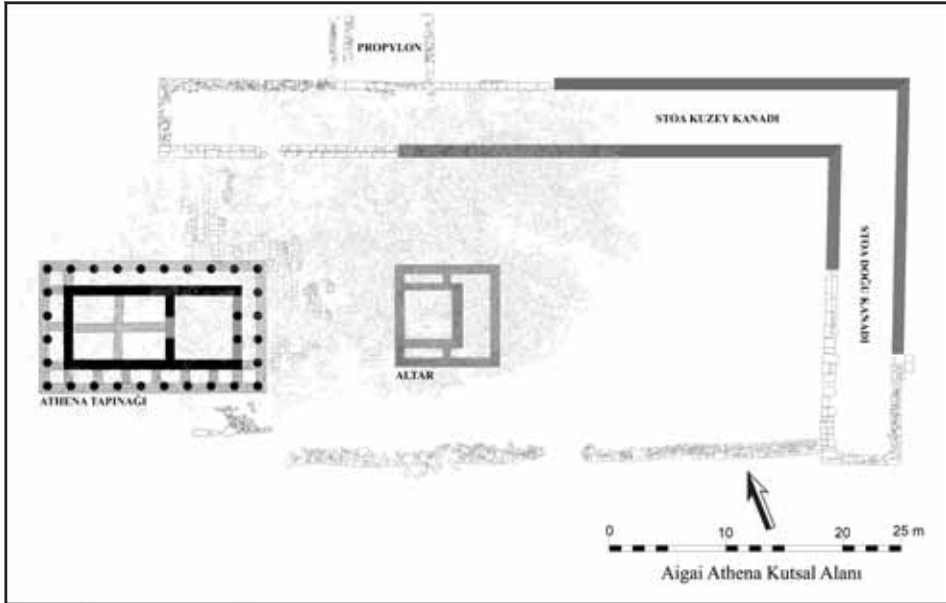 PROPYLON
STOA KUZEY KANADI
STOA DOĞU KANADI
ALTAR
ATHENA TAPINAĞI
0 10 20 25 m
Aigai Athena Kutsal Alanı